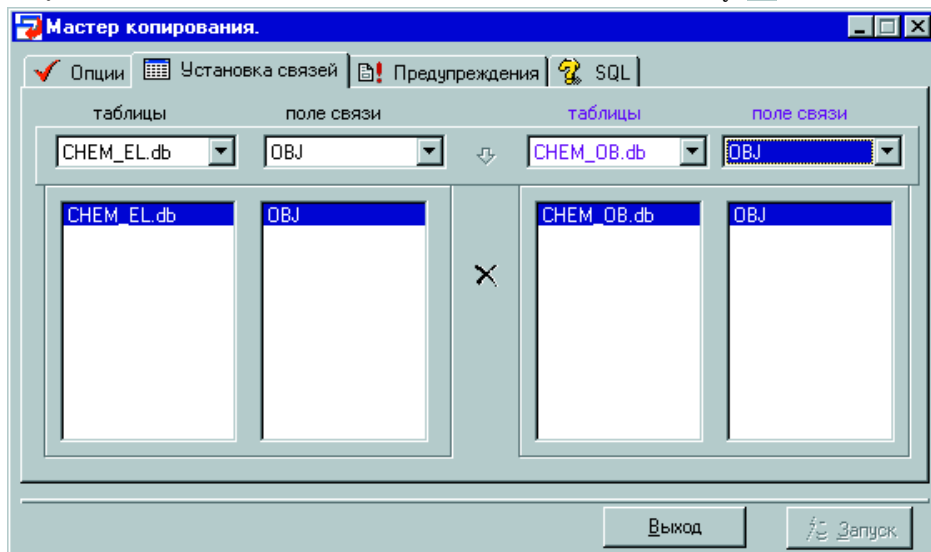 Мастер копирования.
Опции Установка связей Предупреждения SQL
таблицы поле связи таблицы поле связи
CHEM_EL.db OBJ CHEM_OB.db OBJ
CHEM_EL.db OBJ CHEM_OB.db OBJ
Выход Запуск